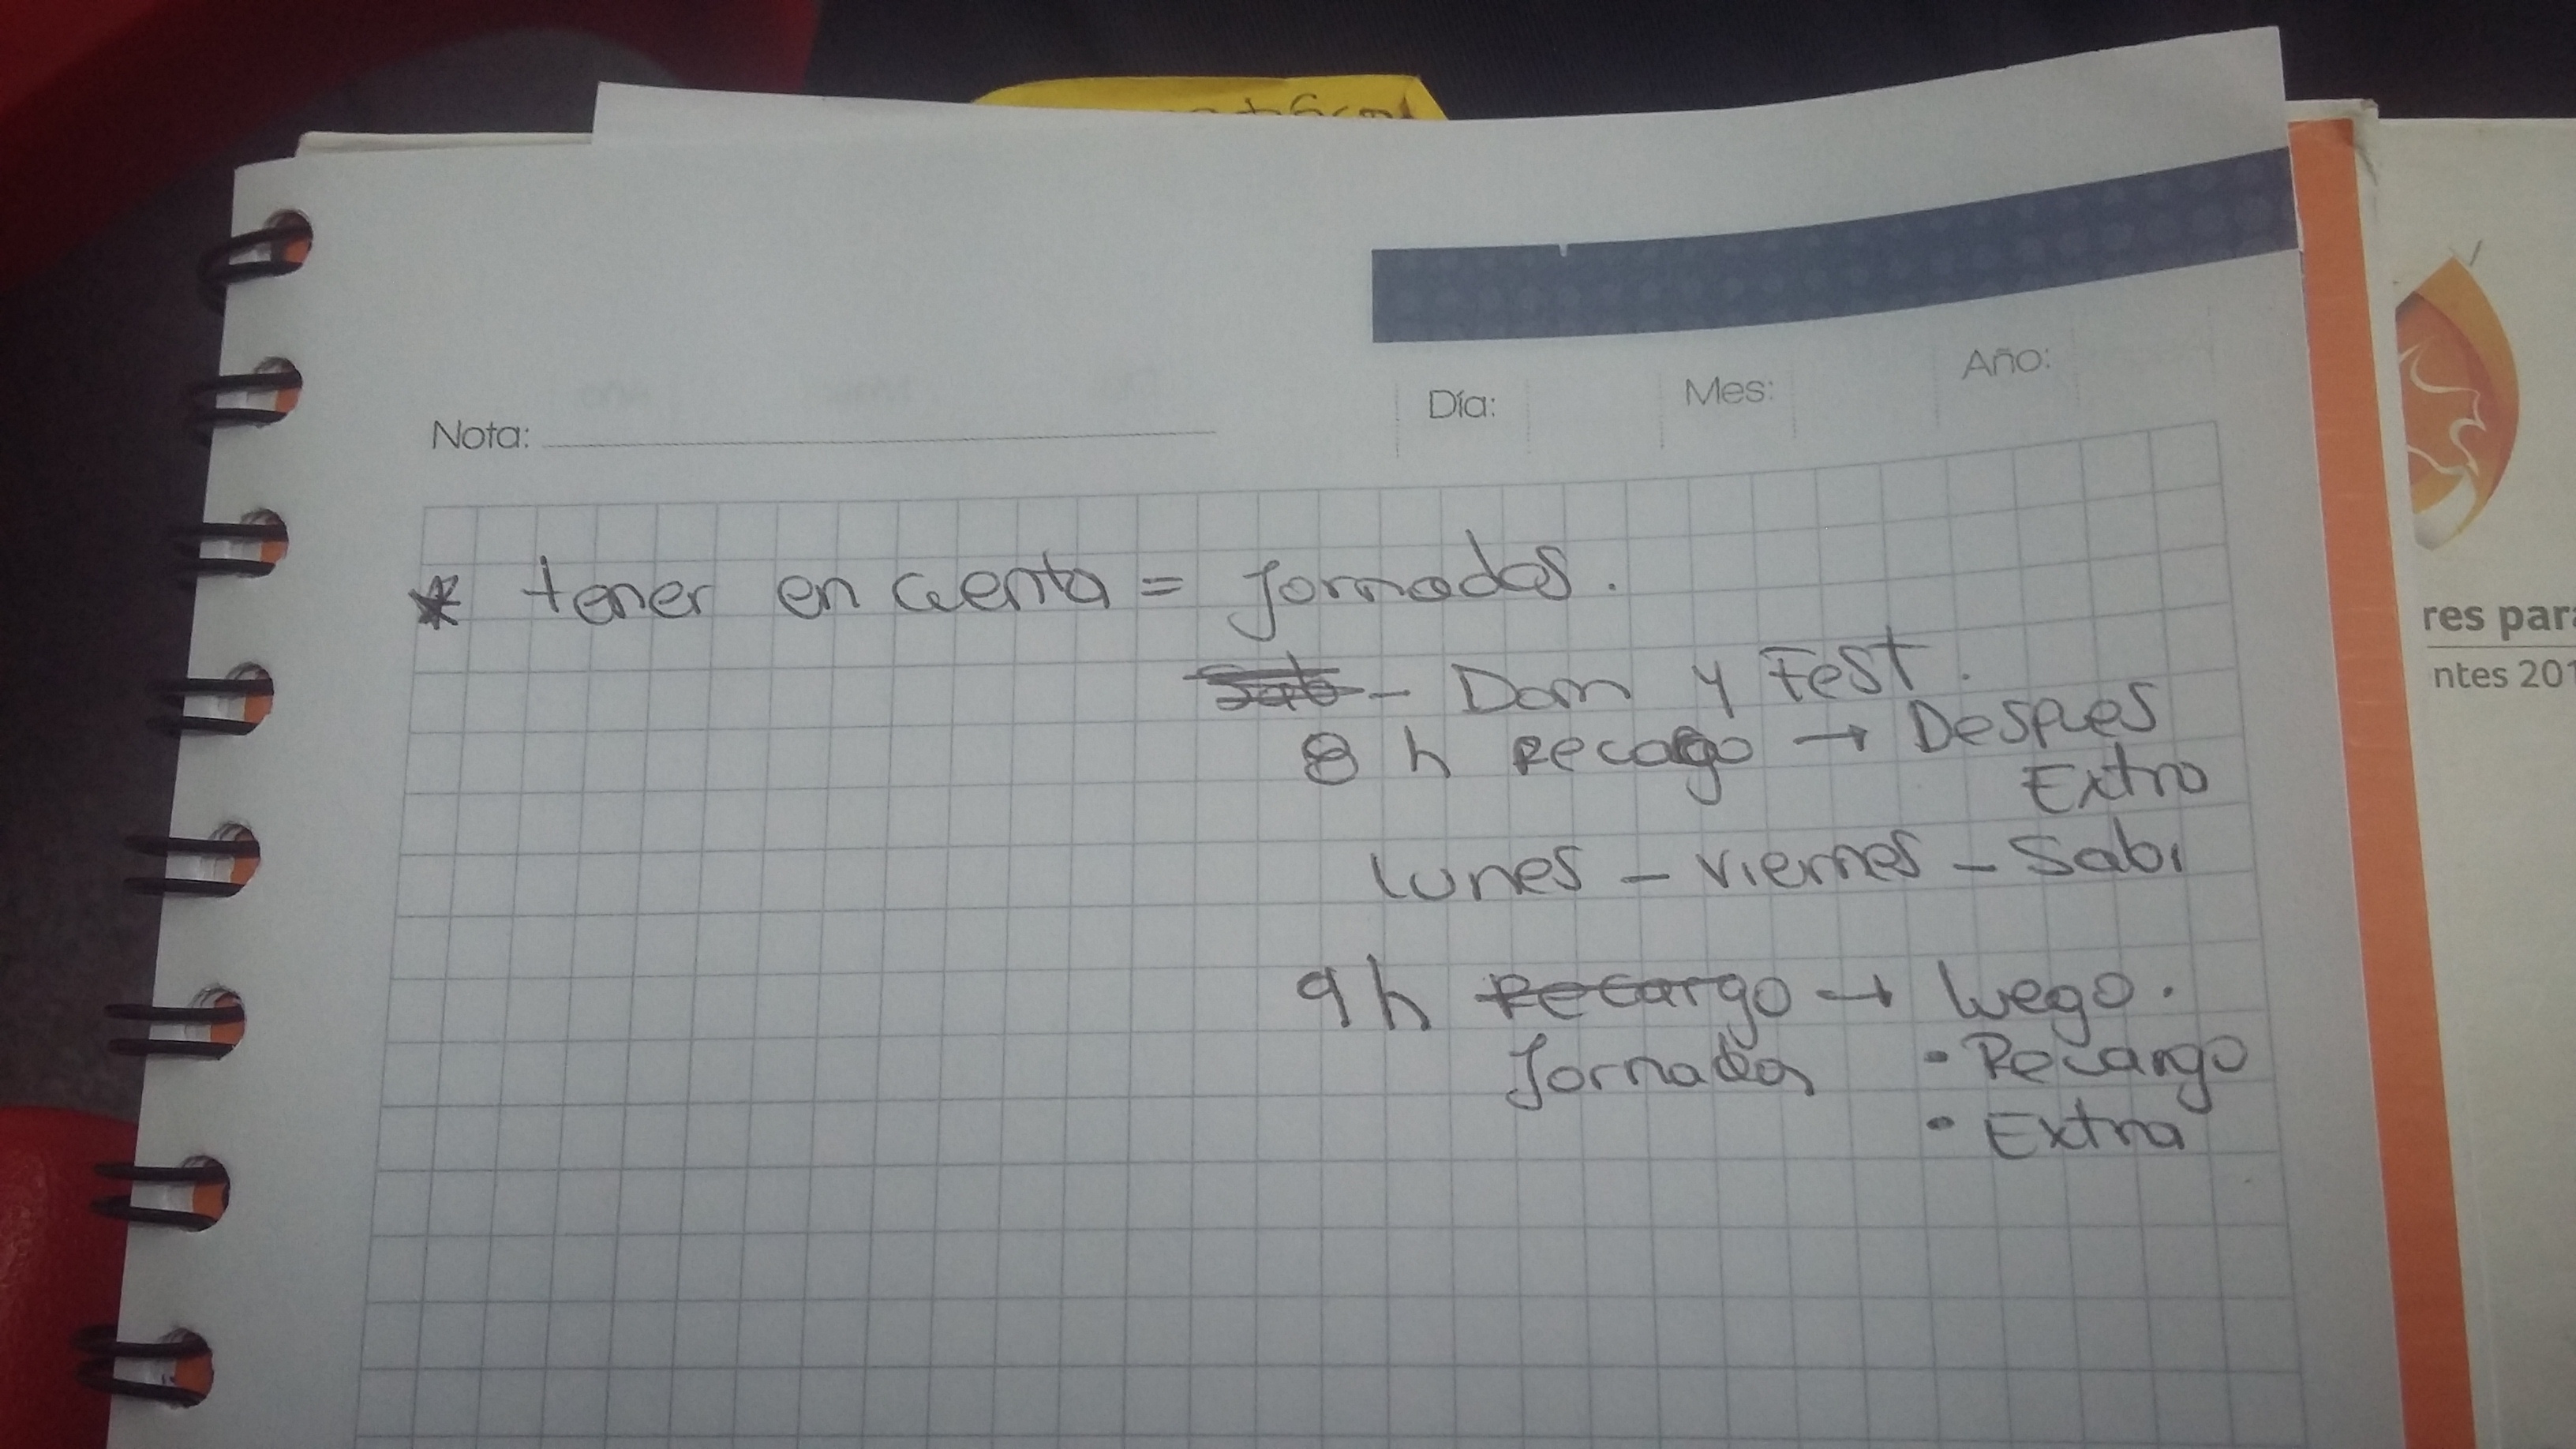 Nota:
Día: Mes: Año:
* tener en cuenta = Jornadas.
Sab - Dom y Fest.
8 h Recargo → Despues
Extra
lunes - viernes - Sab
9 h Recargo → luego.
Jornada • Recargo
• Extra
res para
ntes 201